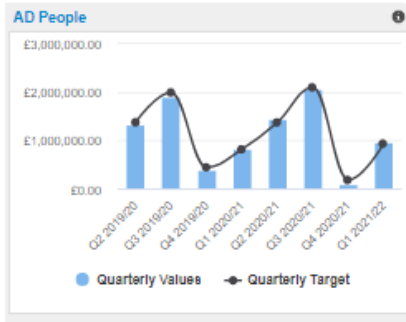 AD People
£3,000,000.00
£2,000,000.00
£1,000,000.00
£0.00
Q2 2019/20
Q3 2019/20
Q4 2019/20
Q1 2020/21
Q2 2020/21
Q3 2020/21
Q4 2020/21
Q1 2021/22
Quarterly Values
Quarterly Target